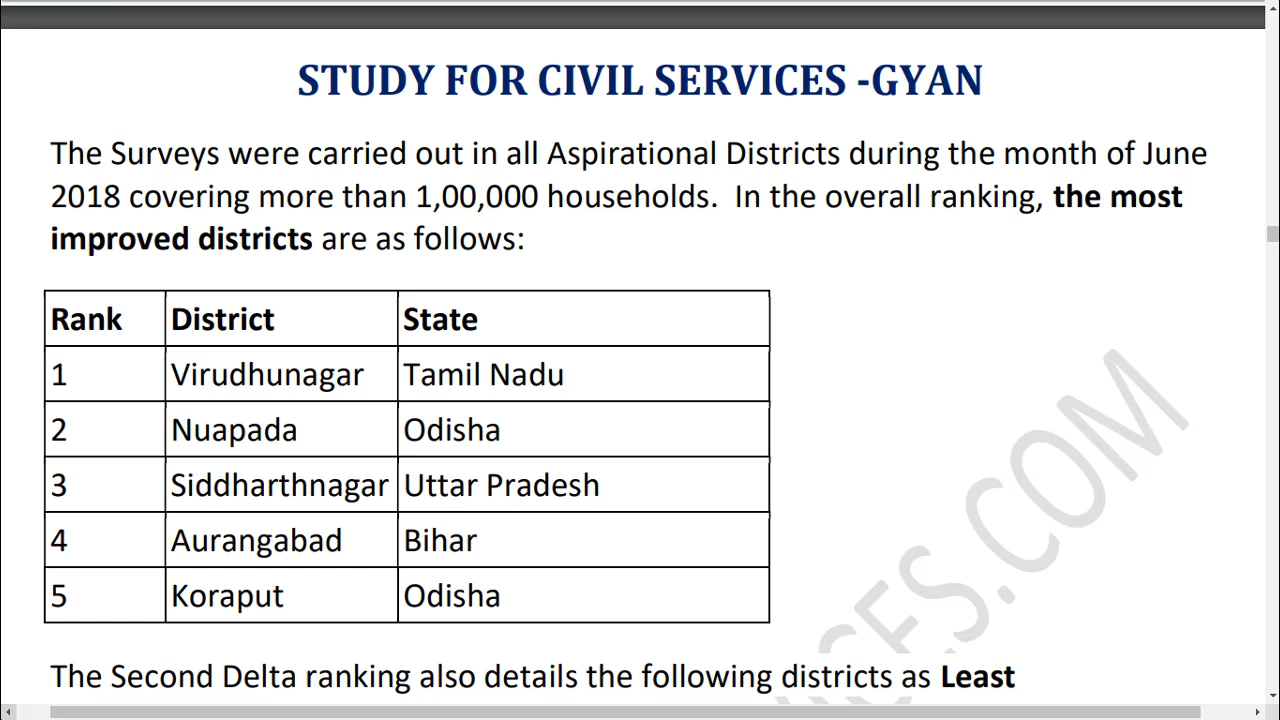 STUDY FOR CIVIL SERVICES -GYAN
The Surveys were carried out in all Aspirational Districts during the month of June
2018 covering more than 1,00,000 households.  In the overall ranking, the most
improved districts are as follows:
Rank District State
1 Virudhunagar Tamil Nadu
2 Nuapada Odisha
3 Siddharthnagar Uttar Pradesh
4 Aurangabad Bihar
5 Koraput Odisha
The Second Delta ranking also details the following districts as Least
ICES.COM